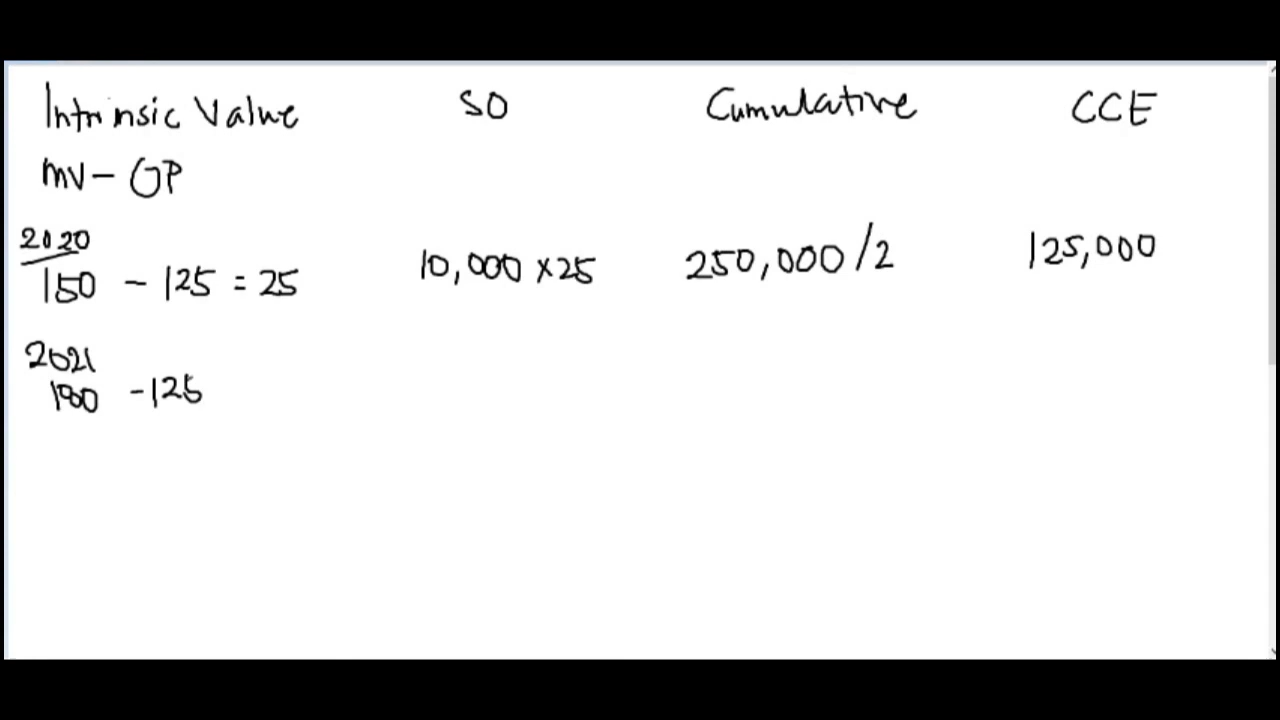 Intrinsic Value SO Cumulative CCE
MV - OP
2020
150 - 125 = 25 10,000 x 25 250,000 / 2 125,000
2021
180 - 125